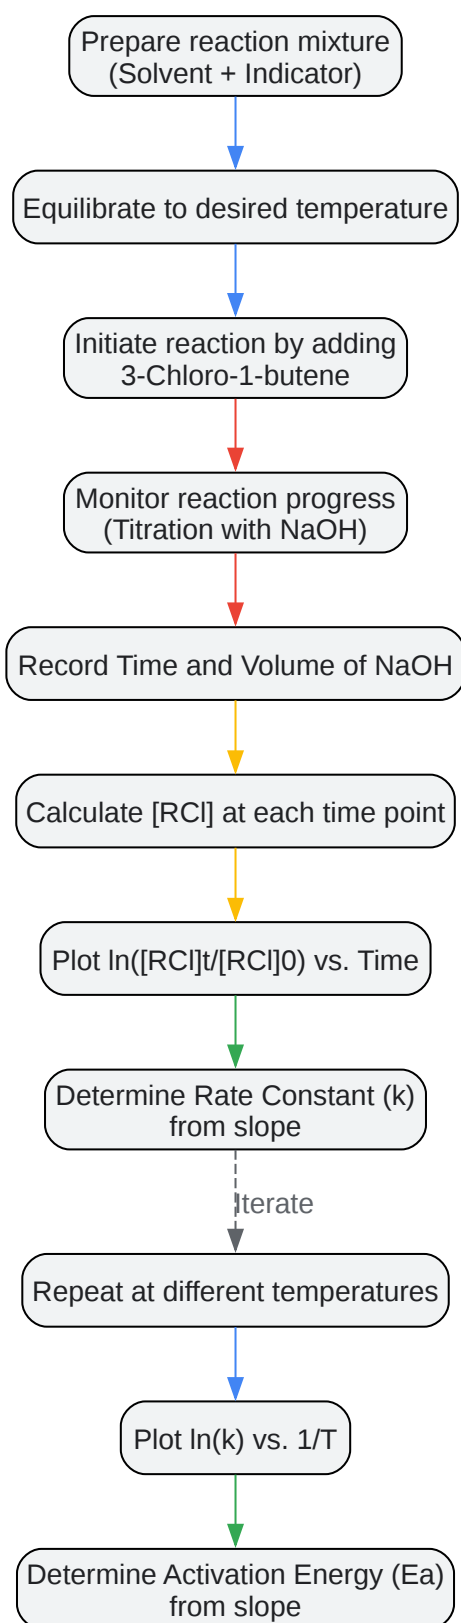 Prepare reaction mixture
(Solvent + Indicator)
Equilibrate to desired temperature
Initiate reaction by adding
3-Chloro-1-butene
Monitor reaction progress
(Titration with NaOH)
Record Time and Volume of NaOH
Calculate [RCl] at each time point
Plot ln([RCl]t/[RCl]0) vs. Time
Determine Rate Constant (k)
from slope
Iterate
Repeat at different temperatures
Plot ln(k) vs. 1/T
Determine Activation Energy (Ea)
from slope